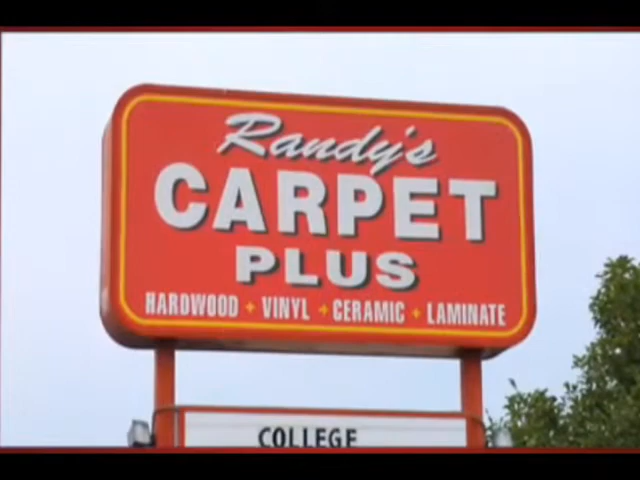 Randy's
CARPET
PLUS
HARDWOOD + VINYL + CERAMIC + LAMINATE
COLLEGE